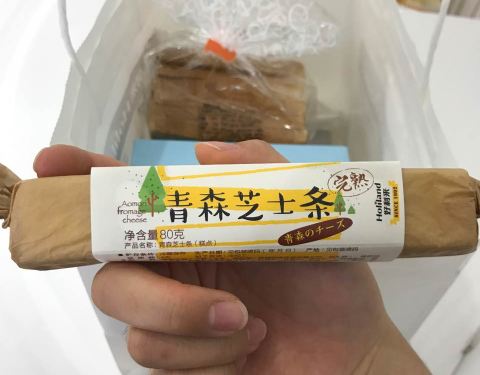 完熟
Aomori
fromage
cheese
青森芝士条
Holiland
好利来
SINCE 1992
青森のチーズ
净含量80克
产品名称:青森芝士条(糕点)